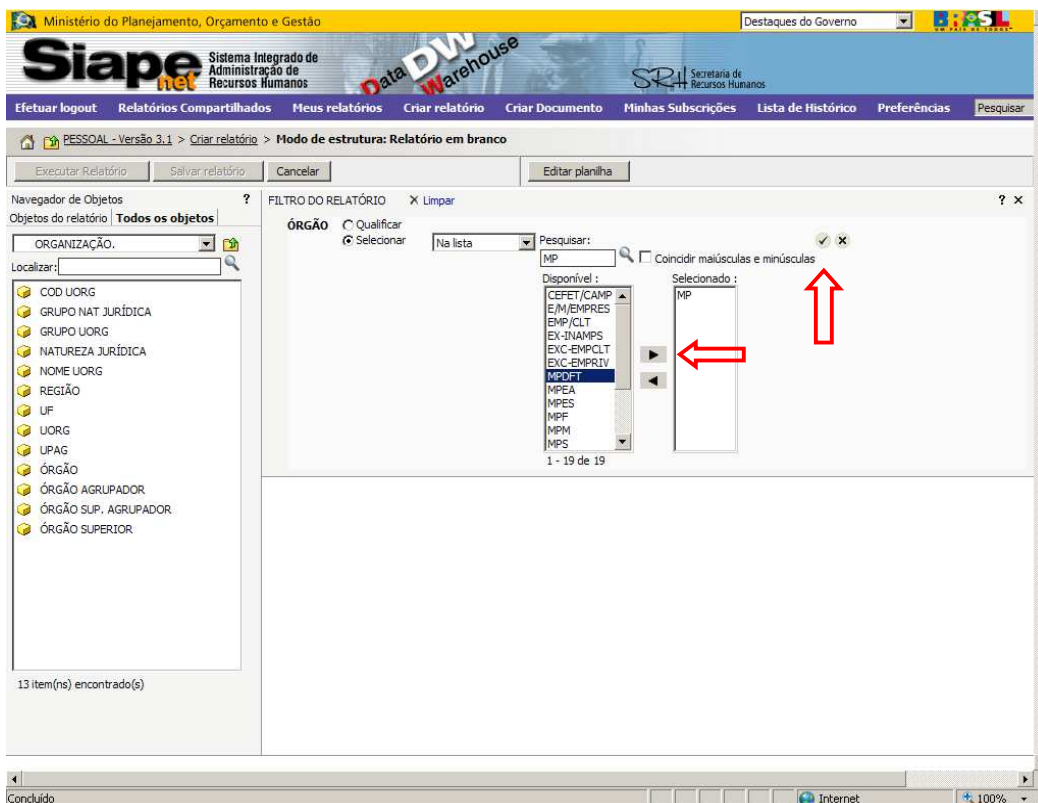 Ministério do Planejamento, Orçamento e Gestão
Destaques do Governo
BRASIL
UM PAÍS DE TODOS
Siape net
Sistema Integrado de
Administração de
Recursos Humanos
Data DW Warehouse
SRH Secretaria de
Recursos Humanos
Efetuar logout Relatórios Compartilhados Meus relatórios Criar relatório Criar Documento Minhas Subscrições Lista de Histórico Preferências Pesquisar
PESSOAL - Versão 3.1 > Criar relatório > Modo de estrutura: Relatório em branco
Executar Relatório Salvar relatório Cancelar Editar planilha
Navegador de Objetos ?
Objetos do relatório Todos os objetos
ORGANIZAÇÃO.
Localizar:
COD UORG
GRUPO NAT JURÍDICA
GRUPO UORG
NATUREZA JURÍDICA
NOME UORG
REGIÃO
UF
UORG
UPAG
ÓRGÃO
ÓRGÃO AGRUPADOR
ÓRGÃO SUP. AGRUPADOR
ÓRGÃO SUPERIOR
13 item(ns) encontrado(s)
FILTRO DO RELATÓRIO X Limpar ? x
ÓRGÃO Qualificar
Selecionar Na lista
Pesquisar:
MP Coincidir maiúsculas e minúsculas
Disponível :
CEFET/CAMP
E/M/EMPRES
EMP/CLT
EX-INAMPS
EXC-EMPCLT
EXC-EMPRIV
MPDFT
MPEA
MPES
MPF
MPM
MPS
1 - 19 de 19
Selecionado :
MP
Concluído Internet 100%